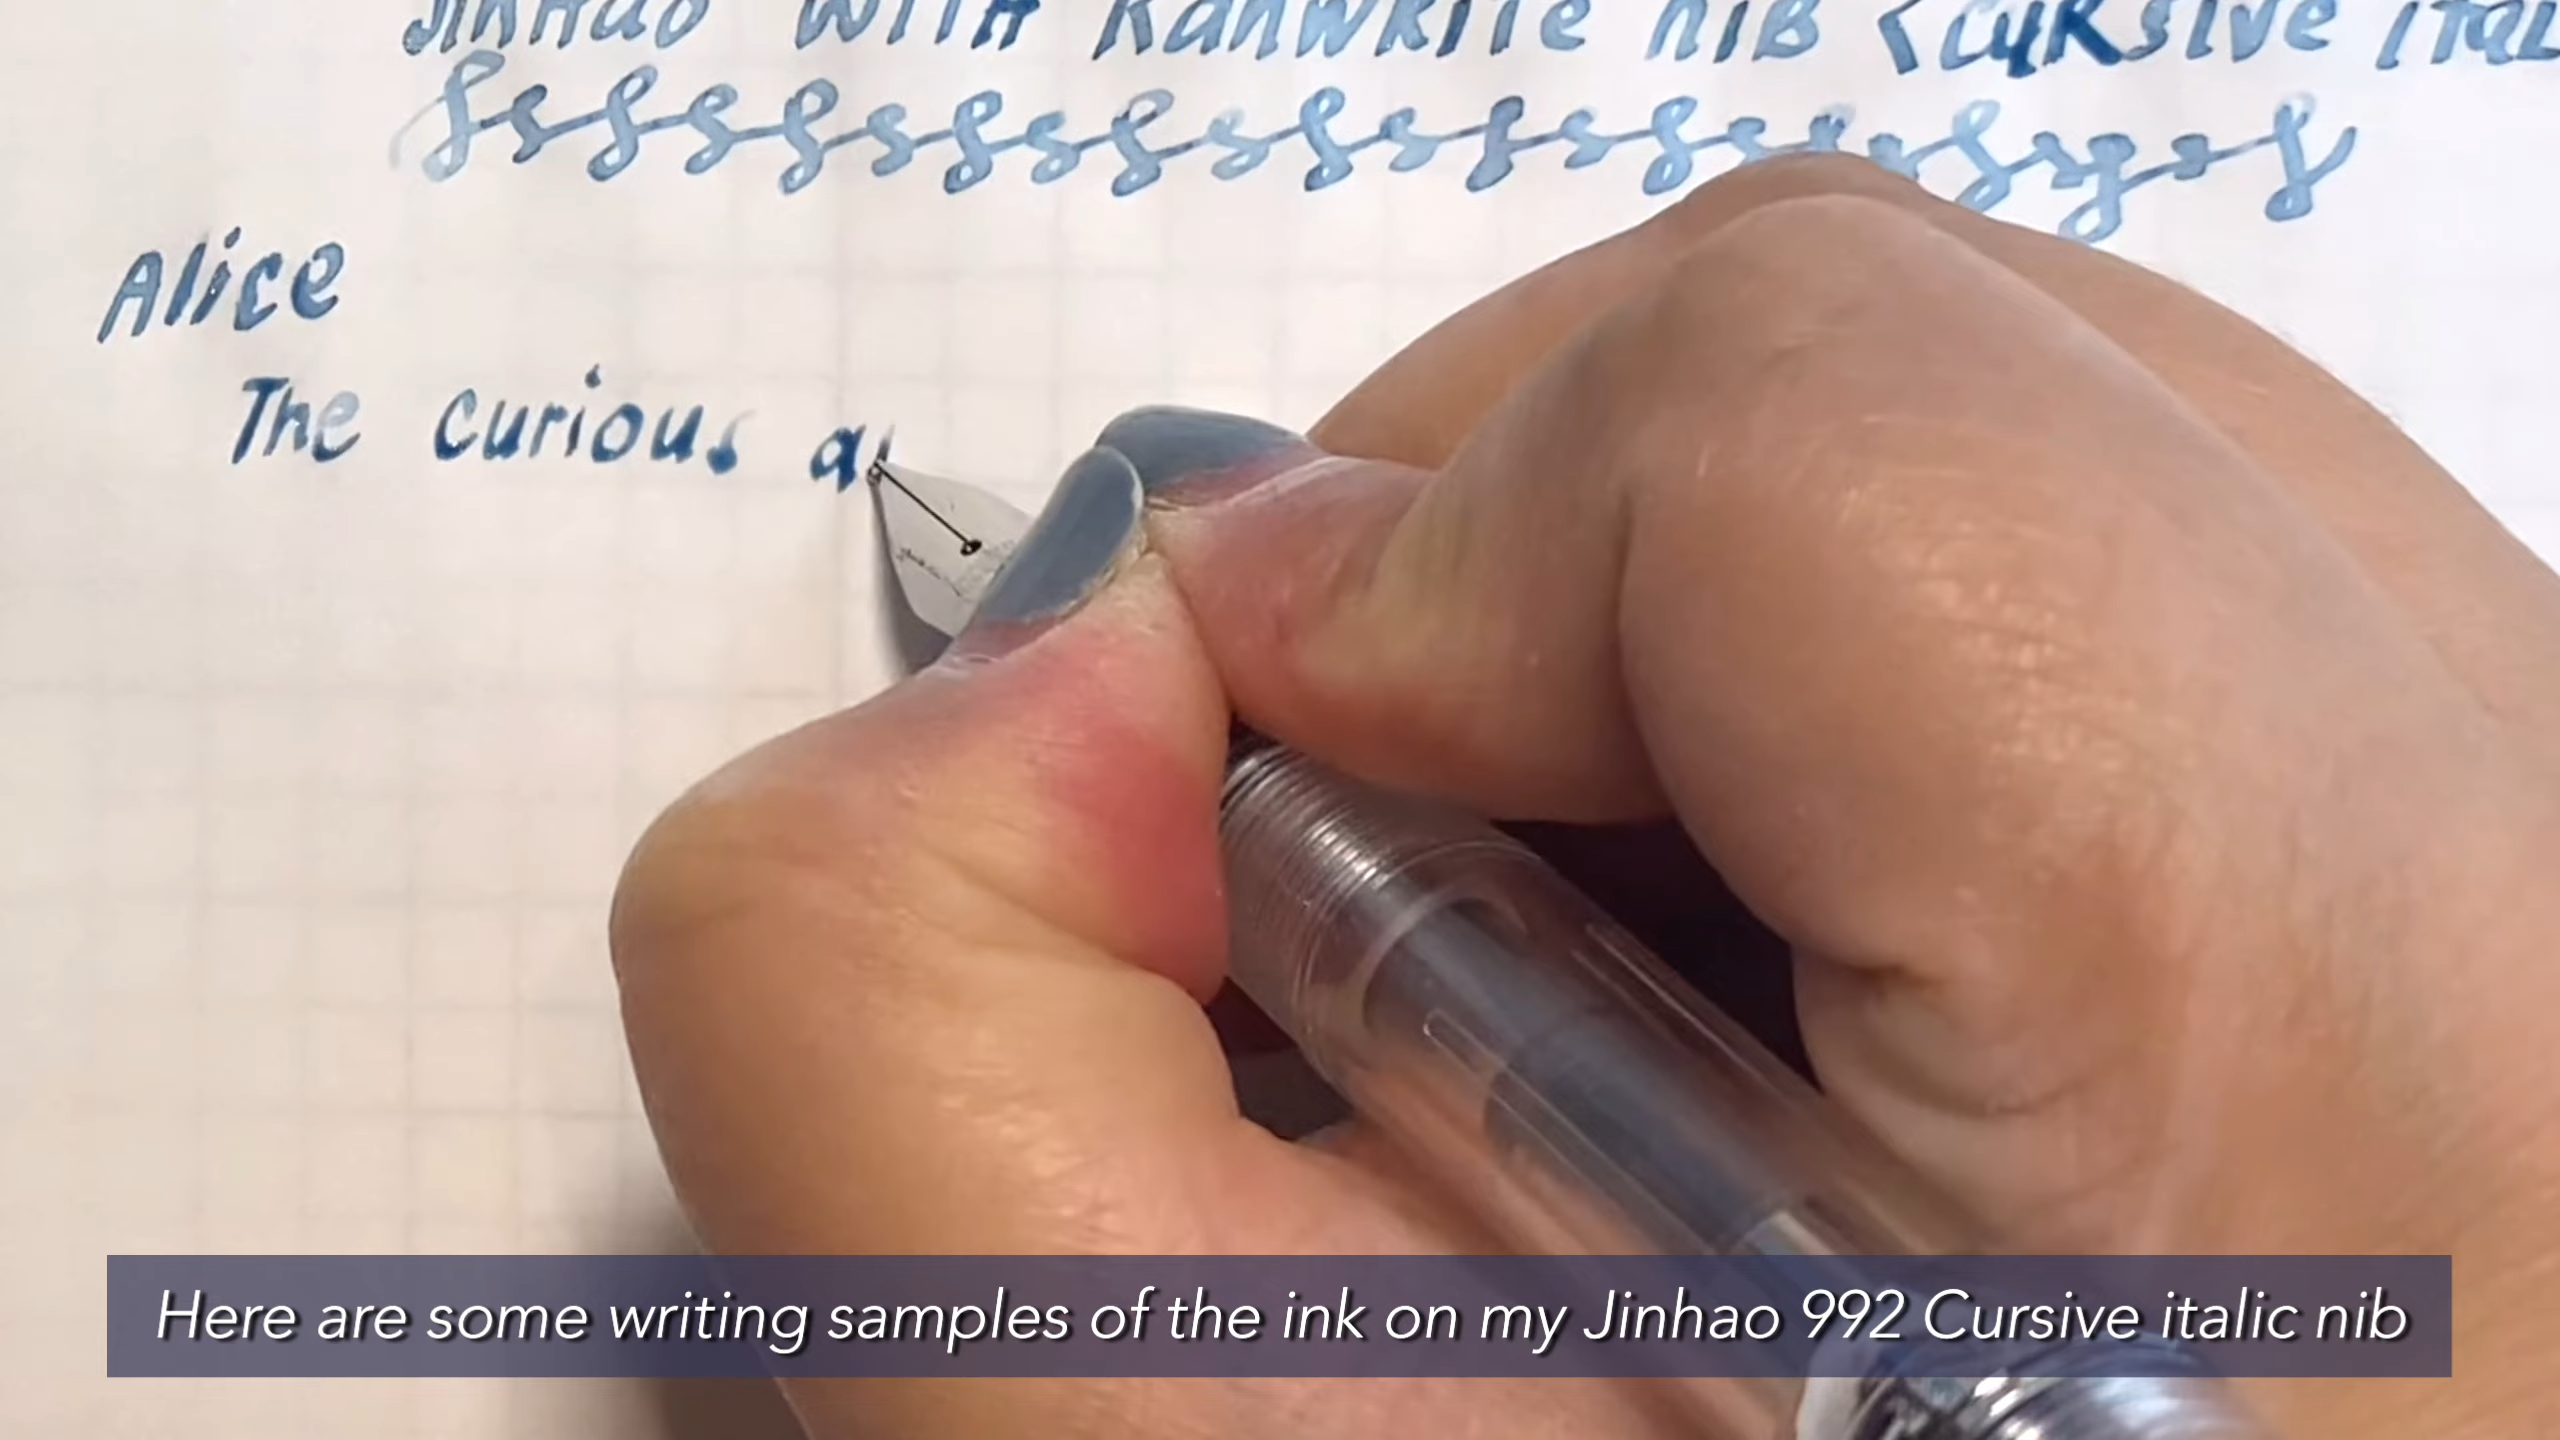 Jinhao with Ranwrite nib <cursive ital
Alice
The curious a
Here are some writing samples of the ink on my Jinhao 992 Cursive italic nib